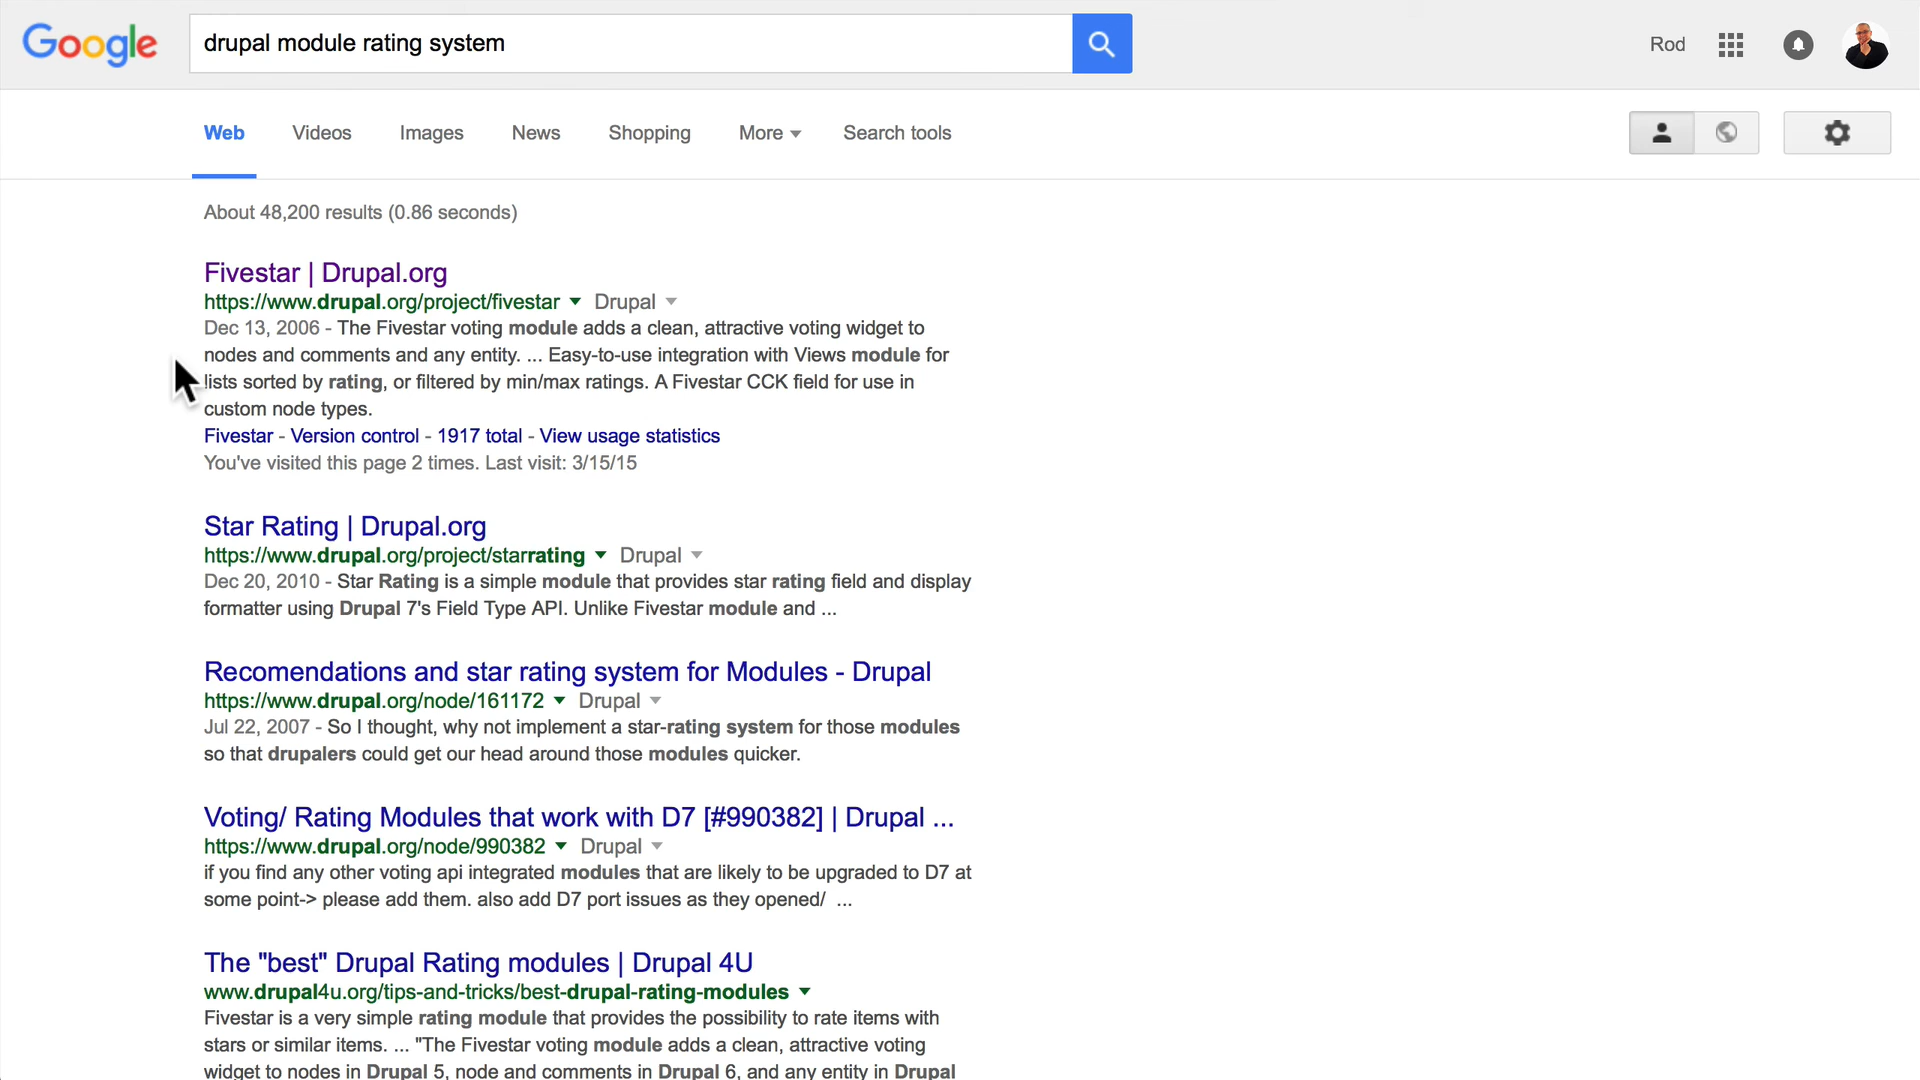 Google
drupal module rating system
Rod
Web Videos Images News Shopping More Search tools
About 48,200 results (0.86 seconds)
Fivestar | Drupal.org
https://www.drupal.org/project/fivestar Drupal
Dec 13, 2006 - The Fivestar voting module adds a clean, attractive voting widget to
nodes and comments and any entity. ... Easy-to-use integration with Views module for
lists sorted by rating, or filtered by min/max ratings. A Fivestar CCK field for use in
custom node types.
Fivestar - Version control - 1917 total - View usage statistics
You've visited this page 2 times. Last visit: 3/15/15
Star Rating | Drupal.org
https://www.drupal.org/project/starrating Drupal
Dec 20, 2010 - Star Rating is a simple module that provides star rating field and display
formatter using Drupal 7's Field Type API. Unlike Fivestar module and ...
Recomendations and star rating system for Modules - Drupal
https://www.drupal.org/node/161172 Drupal
Jul 22, 2007 - So I thought, why not implement a star-rating system for those modules
so that drupalers could get our head around those modules quicker.
Voting/ Rating Modules that work with D7 [#990382] | Drupal ...
https://www.drupal.org/node/990382 Drupal
if you find any other voting api integrated modules that are likely to be upgraded to D7 at
some point-> please add them. also add D7 port issues as they opened/ ...
The "best" Drupal Rating modules | Drupal 4U
www.drupal4u.org/tips-and-tricks/best-drupal-rating-modules
Fivestar is a very simple rating module that provides the possibility to rate items with
stars or similar items. ... "The Fivestar voting module adds a clean, attractive voting
widget to nodes in Drupal 5, node and comments in Drupal 6, and any entity in Drupal